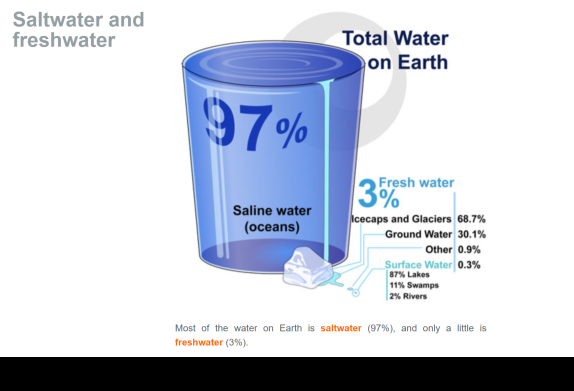 Saltwater and
freshwater
Total Water
on Earth
97%
Saline water
(oceans)
3%
Fresh water
Icecaps and Glaciers 68.7%
Ground Water 30.1%
Other 0.9%
Surface Water 0.3%
87% Lakes
11% Swamps
2% Rivers
Most of the water on Earth is saltwater (97%), and only a little is
freshwater (3%).